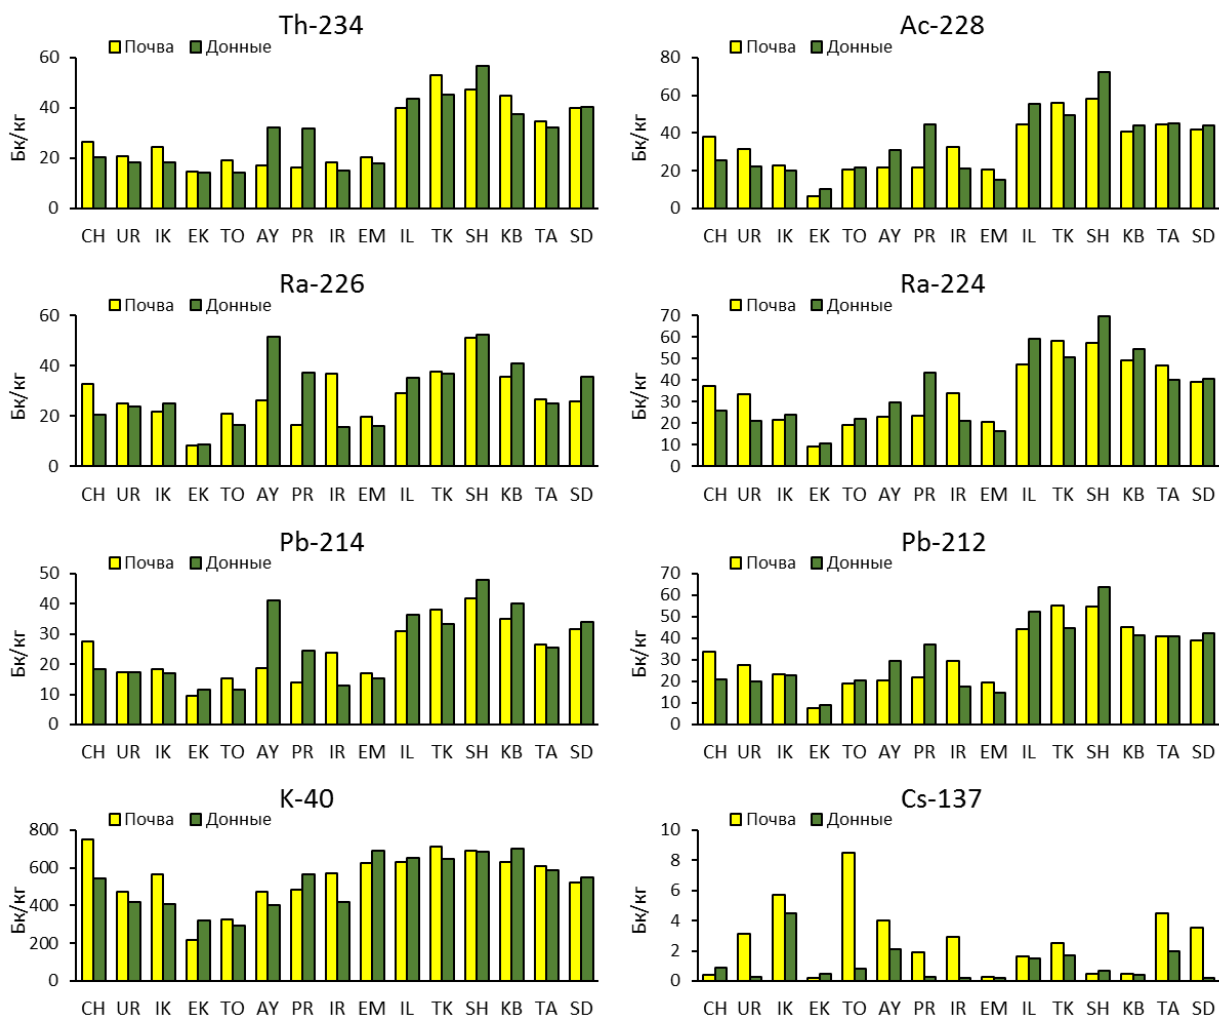 Th-234
Почва Донные
Бк/кг
60
40
20
0
CH UR IK EK TO AY PR IR EM IL TK SH KB TA SD
Ac-228
Почва Донные
Бк/кг
80
60
40
20
0
CH UR IK EK TO AY PR IR EM IL TK SH KB TA SD
Ra-226
Почва Донные
Бк/кг
60
40
20
0
CH UR IK EK TO AY PR IR EM IL TK SH KB TA SD
Ra-224
Почва Донные
Бк/кг
70
60
50
40
30
20
10
0
CH UR IK EK TO AY PR IR EM IL TK SH KB TA SD
Pb-214
Почва Донные
Бк/кг
50
40
30
20
10
0
CH UR IK EK TO AY PR IR EM IL TK SH KB TA SD
Pb-212
Почва Донные
Бк/кг
70
60
50
40
30
20
10
0
CH UR IK EK TO AY PR IR EM IL TK SH KB TA SD
K-40
Почва Донные
Бк/кг
800
600
400
200
0
CH UR IK EK TO AY PR IR EM IL TK SH KB TA SD
Cs-137
Почва Донные
Бк/кг
10
8
6
4
2
0
CH UR IK EK TO AY PR IR EM IL TK SH KB TA SD